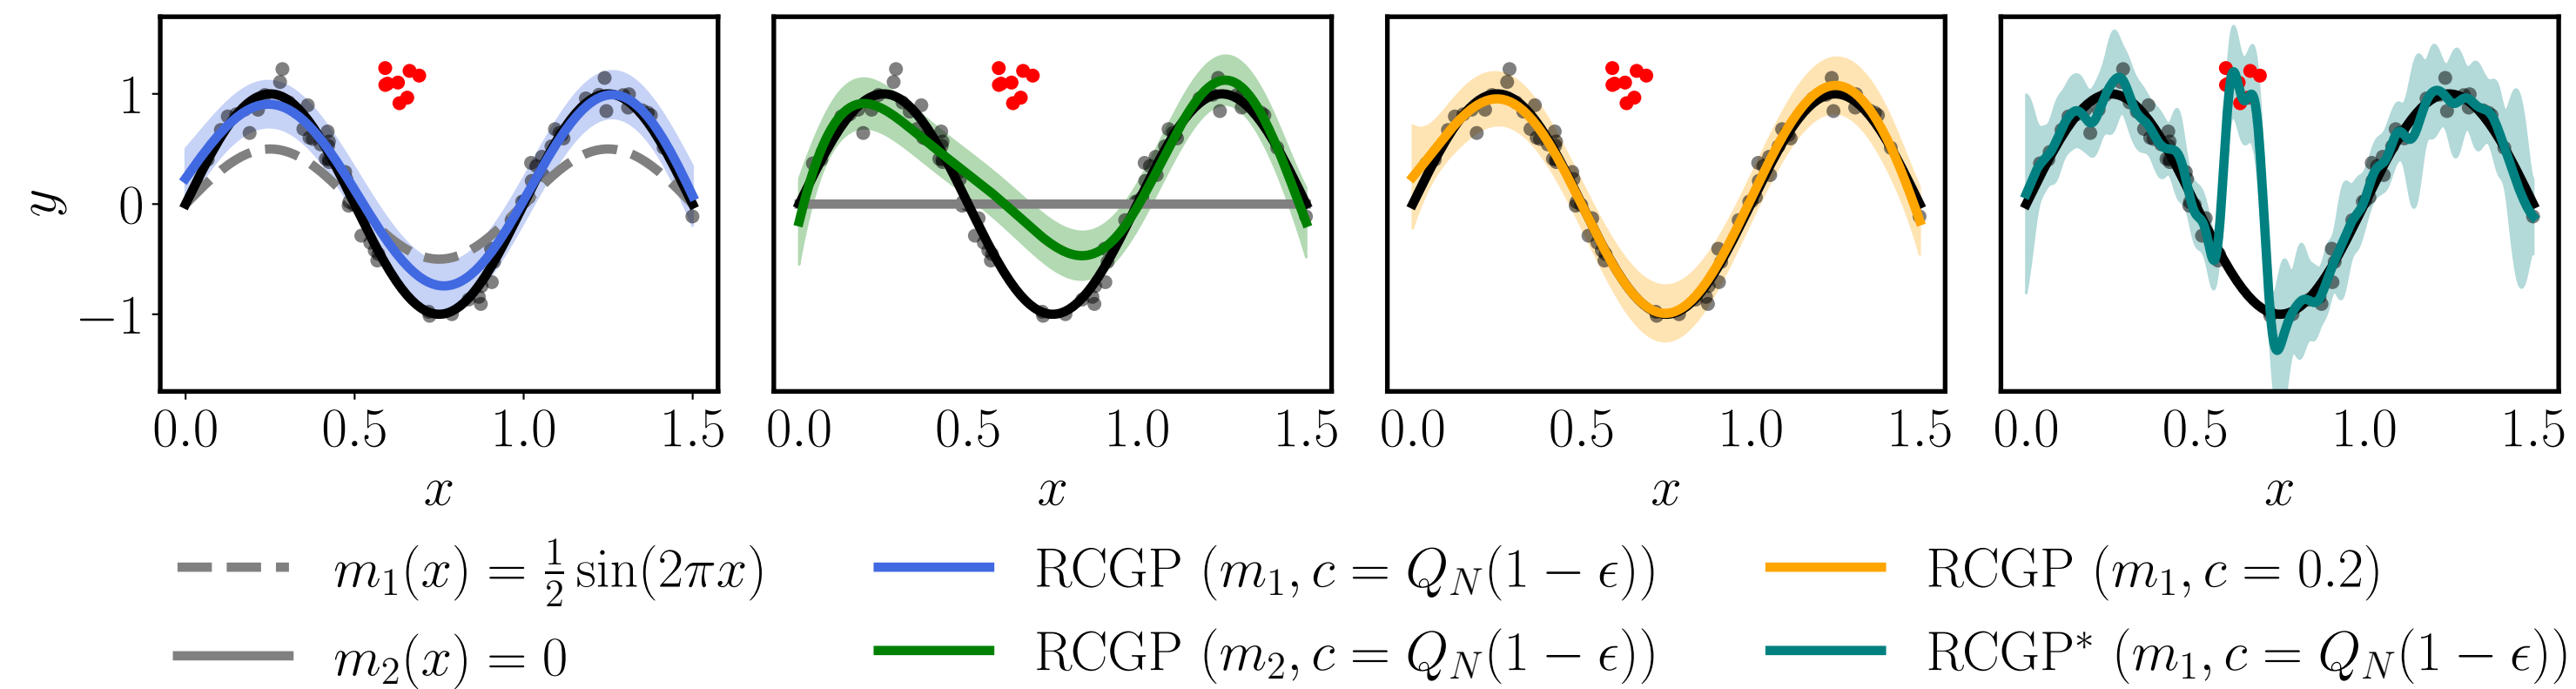 y
1
0
−1
0.0 0.5 1.0 1.5
0.0 0.5 1.0 1.5
0.0 0.5 1.0 1.5
0.0 0.5 1.0 1.5
x x x x
m₁(x) = ½ sin(2πx)
m₂(x) = 0
RCGP (m₁, c = Q_N(1 − ϵ))
RCGP (m₂, c = Q_N(1 − ϵ))
RCGP (m₁, c = 0.2)
RCGP* (m₁, c = Q_N(1 − ϵ))